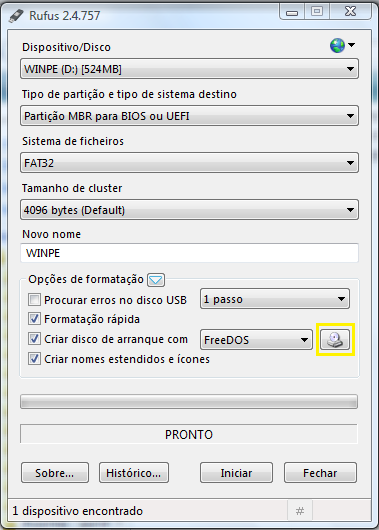 Rufus 2.4.757
Dispositivo/Disco
WINPE (D:) [524MB]
Tipo de partição e tipo de sistema destino
Partição MBR para BIOS ou UEFI
Sistema de ficheiros
FAT32
Tamanho de cluster
4096 bytes (Default)
Novo nome
WINPE
Opções de formatação
Procurar erros no disco USB 1 passo
Formatação rápida
Criar disco de arranque com FreeDOS
Criar nomes estendidos e ícones
PRONTO
Sobre... Histórico... Iniciar Fechar
1 dispositivo encontrado #